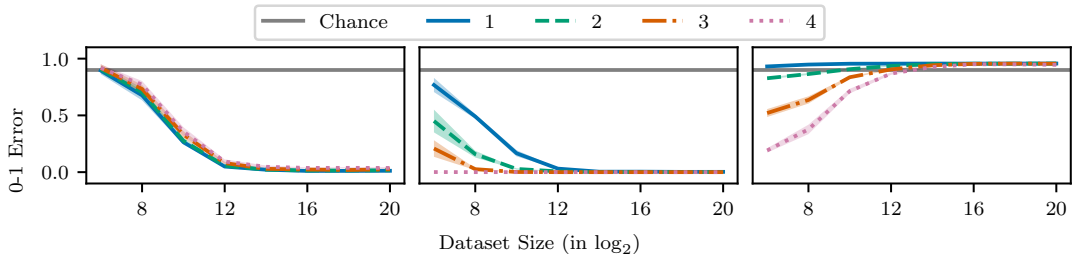 Chance 1 2 3 4
1.0
0.5
0.0
0-1 Error
8 12 16 20 8 12 16 20 8 12 16 20
Dataset Size (in log₂)